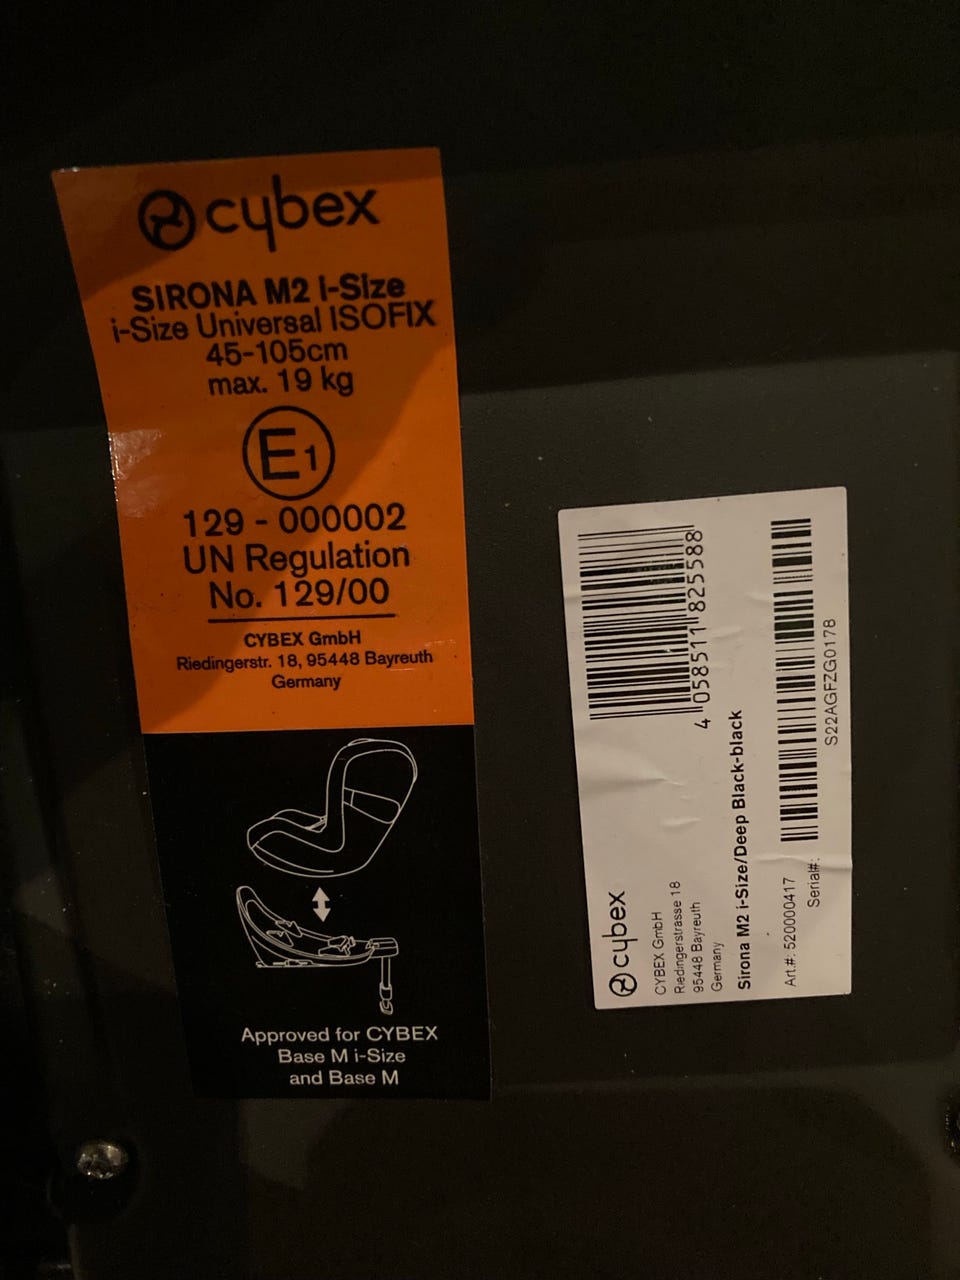 cybex
SIRONA M2 i-Size
i-Size Universal ISOFIX
45-105cm
max. 19 kg
E1
129 - 000002
UN Regulation
No. 129/00
CYBEX GmbH
Riedingerstr. 18, 95448 Bayreuth
Germany
Approved for CYBEX
Base M i-Size
and Base M
4 058511 825588
cybex
CYBEX GmbH
Riedingerstrasse 18
95448 Bayreuth
Germany
Sirona M2 i-Size/Deep Black-black
Art.#: 520000417
Serial#:
S22AGFZG0178